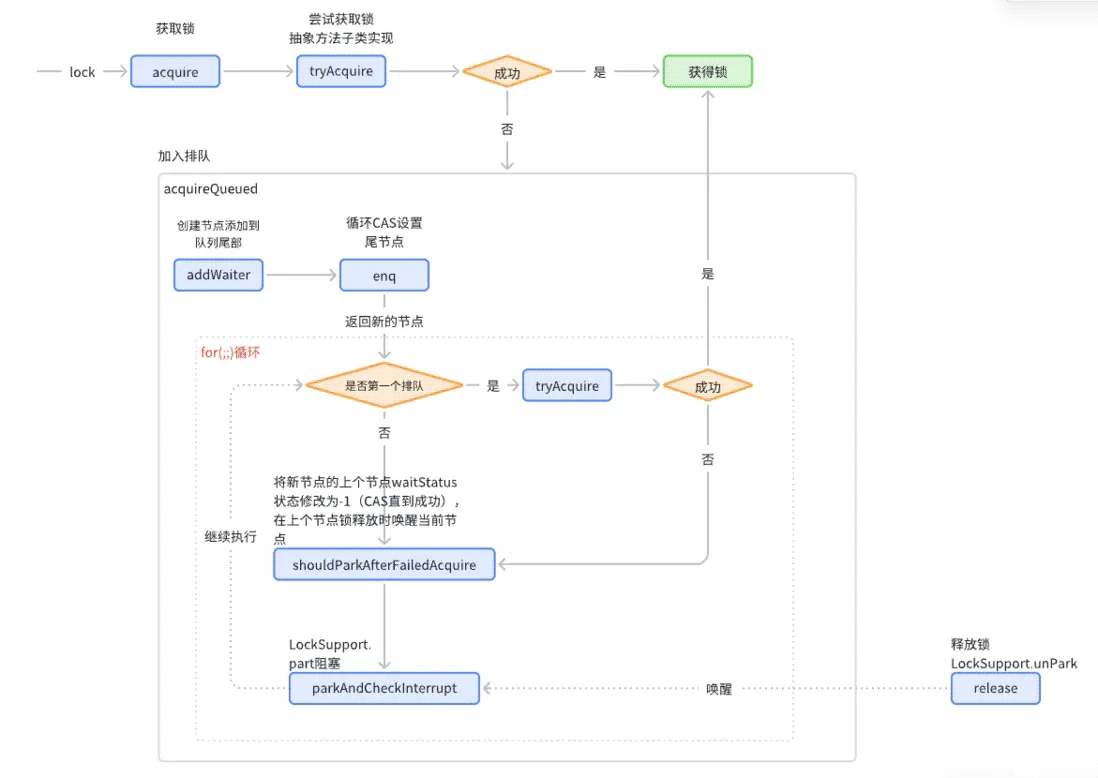 获取锁
尝试获取锁
抽象方法子类实现
lock
acquire
tryAcquire
成功
是
获得锁
否
加入排队
acquireQueued
创建节点添加到
队列尾部
循环CAS设置
尾节点
addWaiter
enq
是
返回新的节点
for(;;)循环
是否第一个排队
是
tryAcquire
成功
否
否
将新节点的上个节点waitStatus
状态修改为-1（CAS直到成功），
在上个节点锁释放时唤醒当前节
点
继续执行
shouldParkAfterFailedAcquire
LockSupport.
part阻塞
parkAndCheckInterrupt
唤醒
释放锁
LockSupport.unPark
release